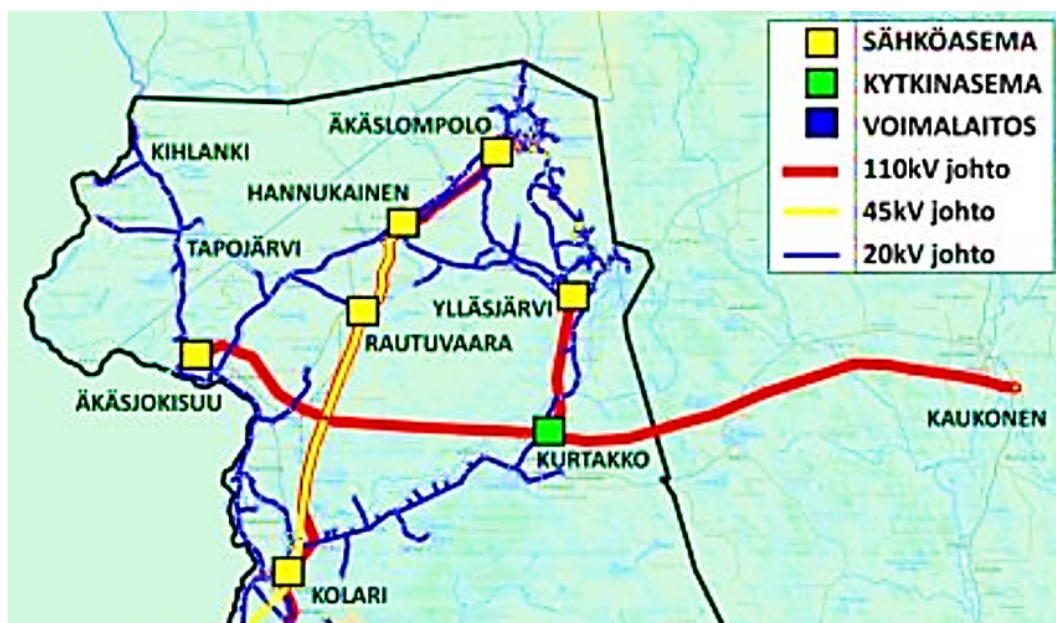 SÄHKÖASEMA
KYTKINASEMA
VOIMALAITOS
110kV johto
45kV johto
20kV johto
ÄKÄSLOMPOLO
KIHLANKI
HANNUKAINEN
TAPOJÄRVI
YLLÄSJÄRVI
RAUTUVAARA
ÄKÄSJOKISUU
KAUKONEN
KURTAKKO
KOLARI